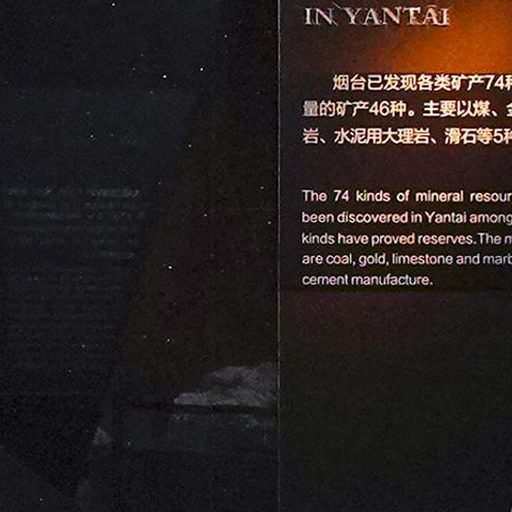 IN YANTAI
烟台已发现各类矿产74种
量的矿产46种。主要以煤、金
岩、水泥用大理岩、滑石等5种
The 74 kinds of mineral resour
been discovered in Yantai among
kinds have proved reserves.The m
are coal, gold, limestone and marb
cement manufacture.